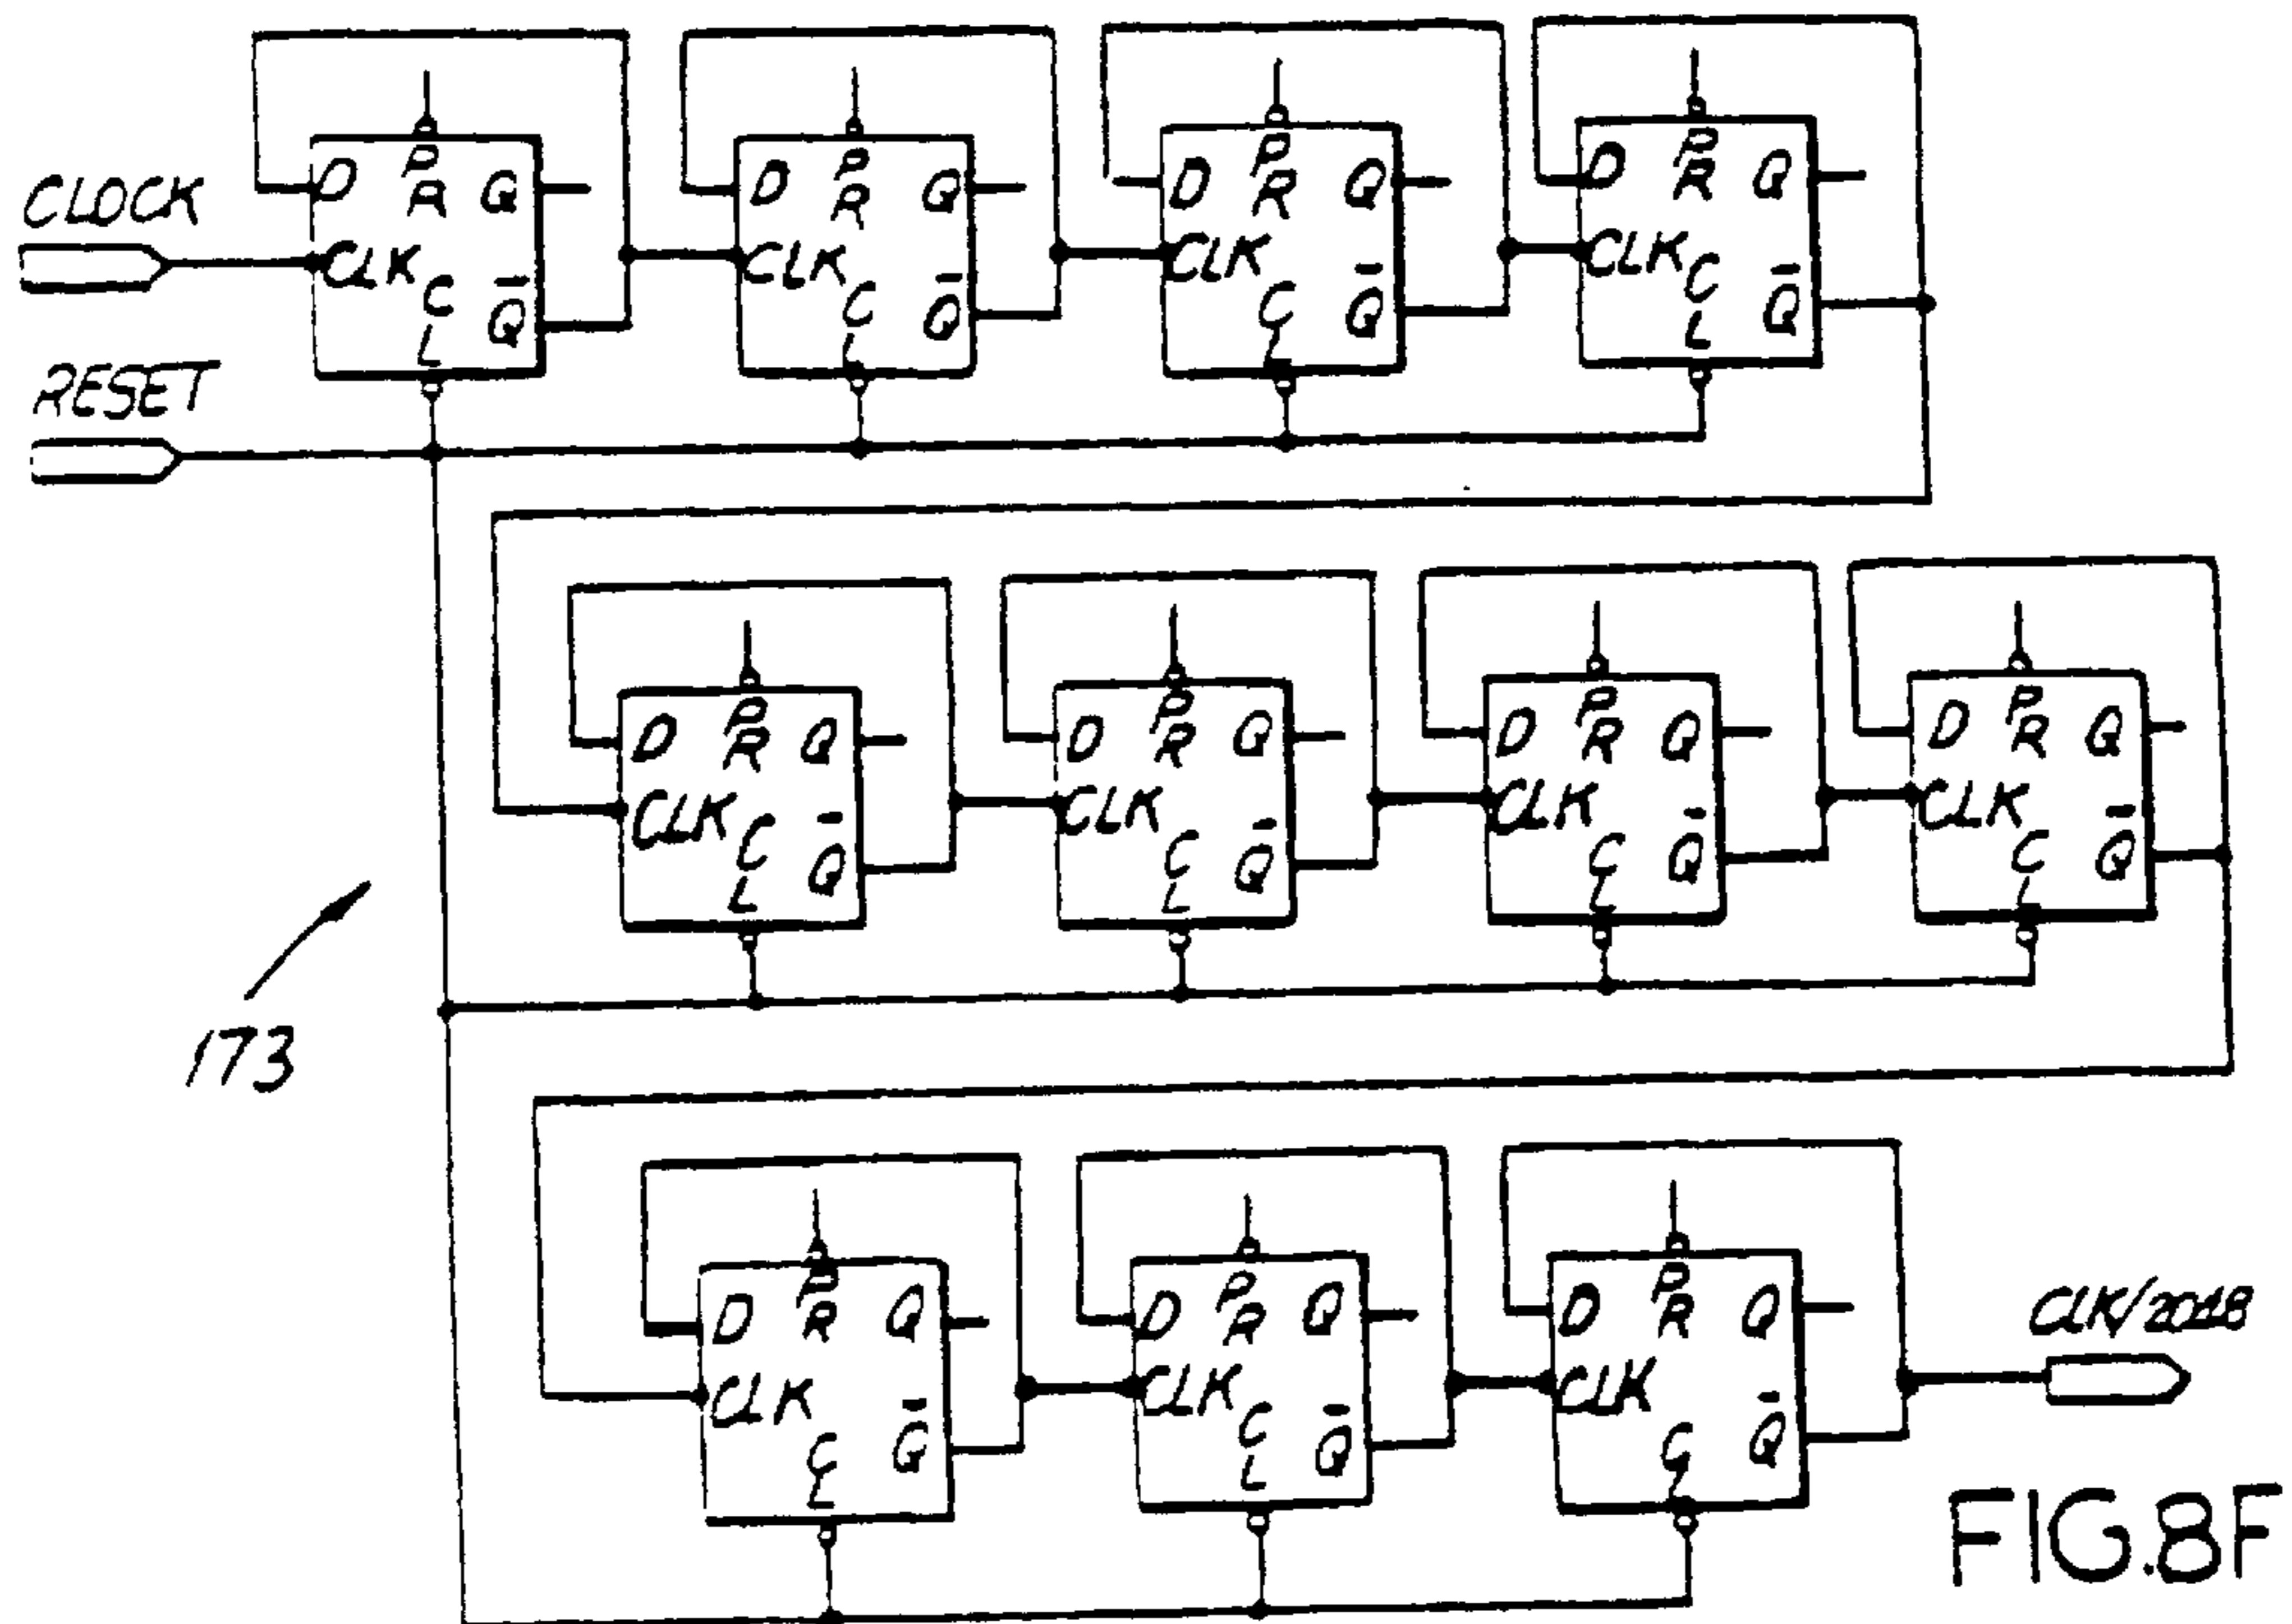 D PR Q D PR Q D PR Q D PR Q
CLOCK
CLK CL Q̄ CLK CL Q̄ CLK CL Q̄ CLK CL Q̄
RESET
D PR Q D PR Q D PR Q D PR Q
CLK CL Q̄ CLK CL Q̄ CLK CL Q̄ CLK CL Q̄
173
D PR Q D PR Q D PR Q
CLK/2048
CLK CL Q̄ CLK CL Q̄ CLK CL Q̄
FIG.8F